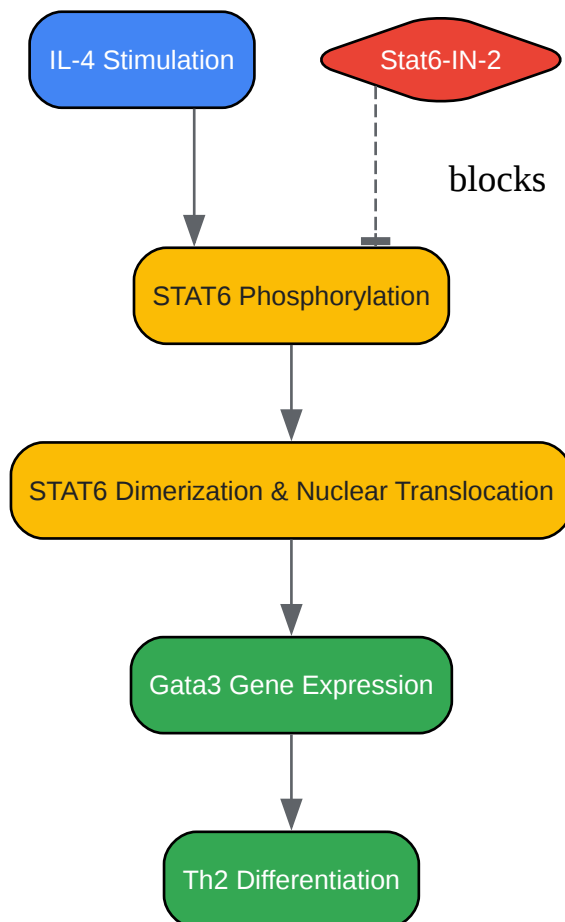 IL-4 Stimulation
Stat6-IN-2
blocks
STAT6 Phosphorylation
STAT6 Dimerization & Nuclear Translocation
Gata3 Gene Expression
Th2 Differentiation